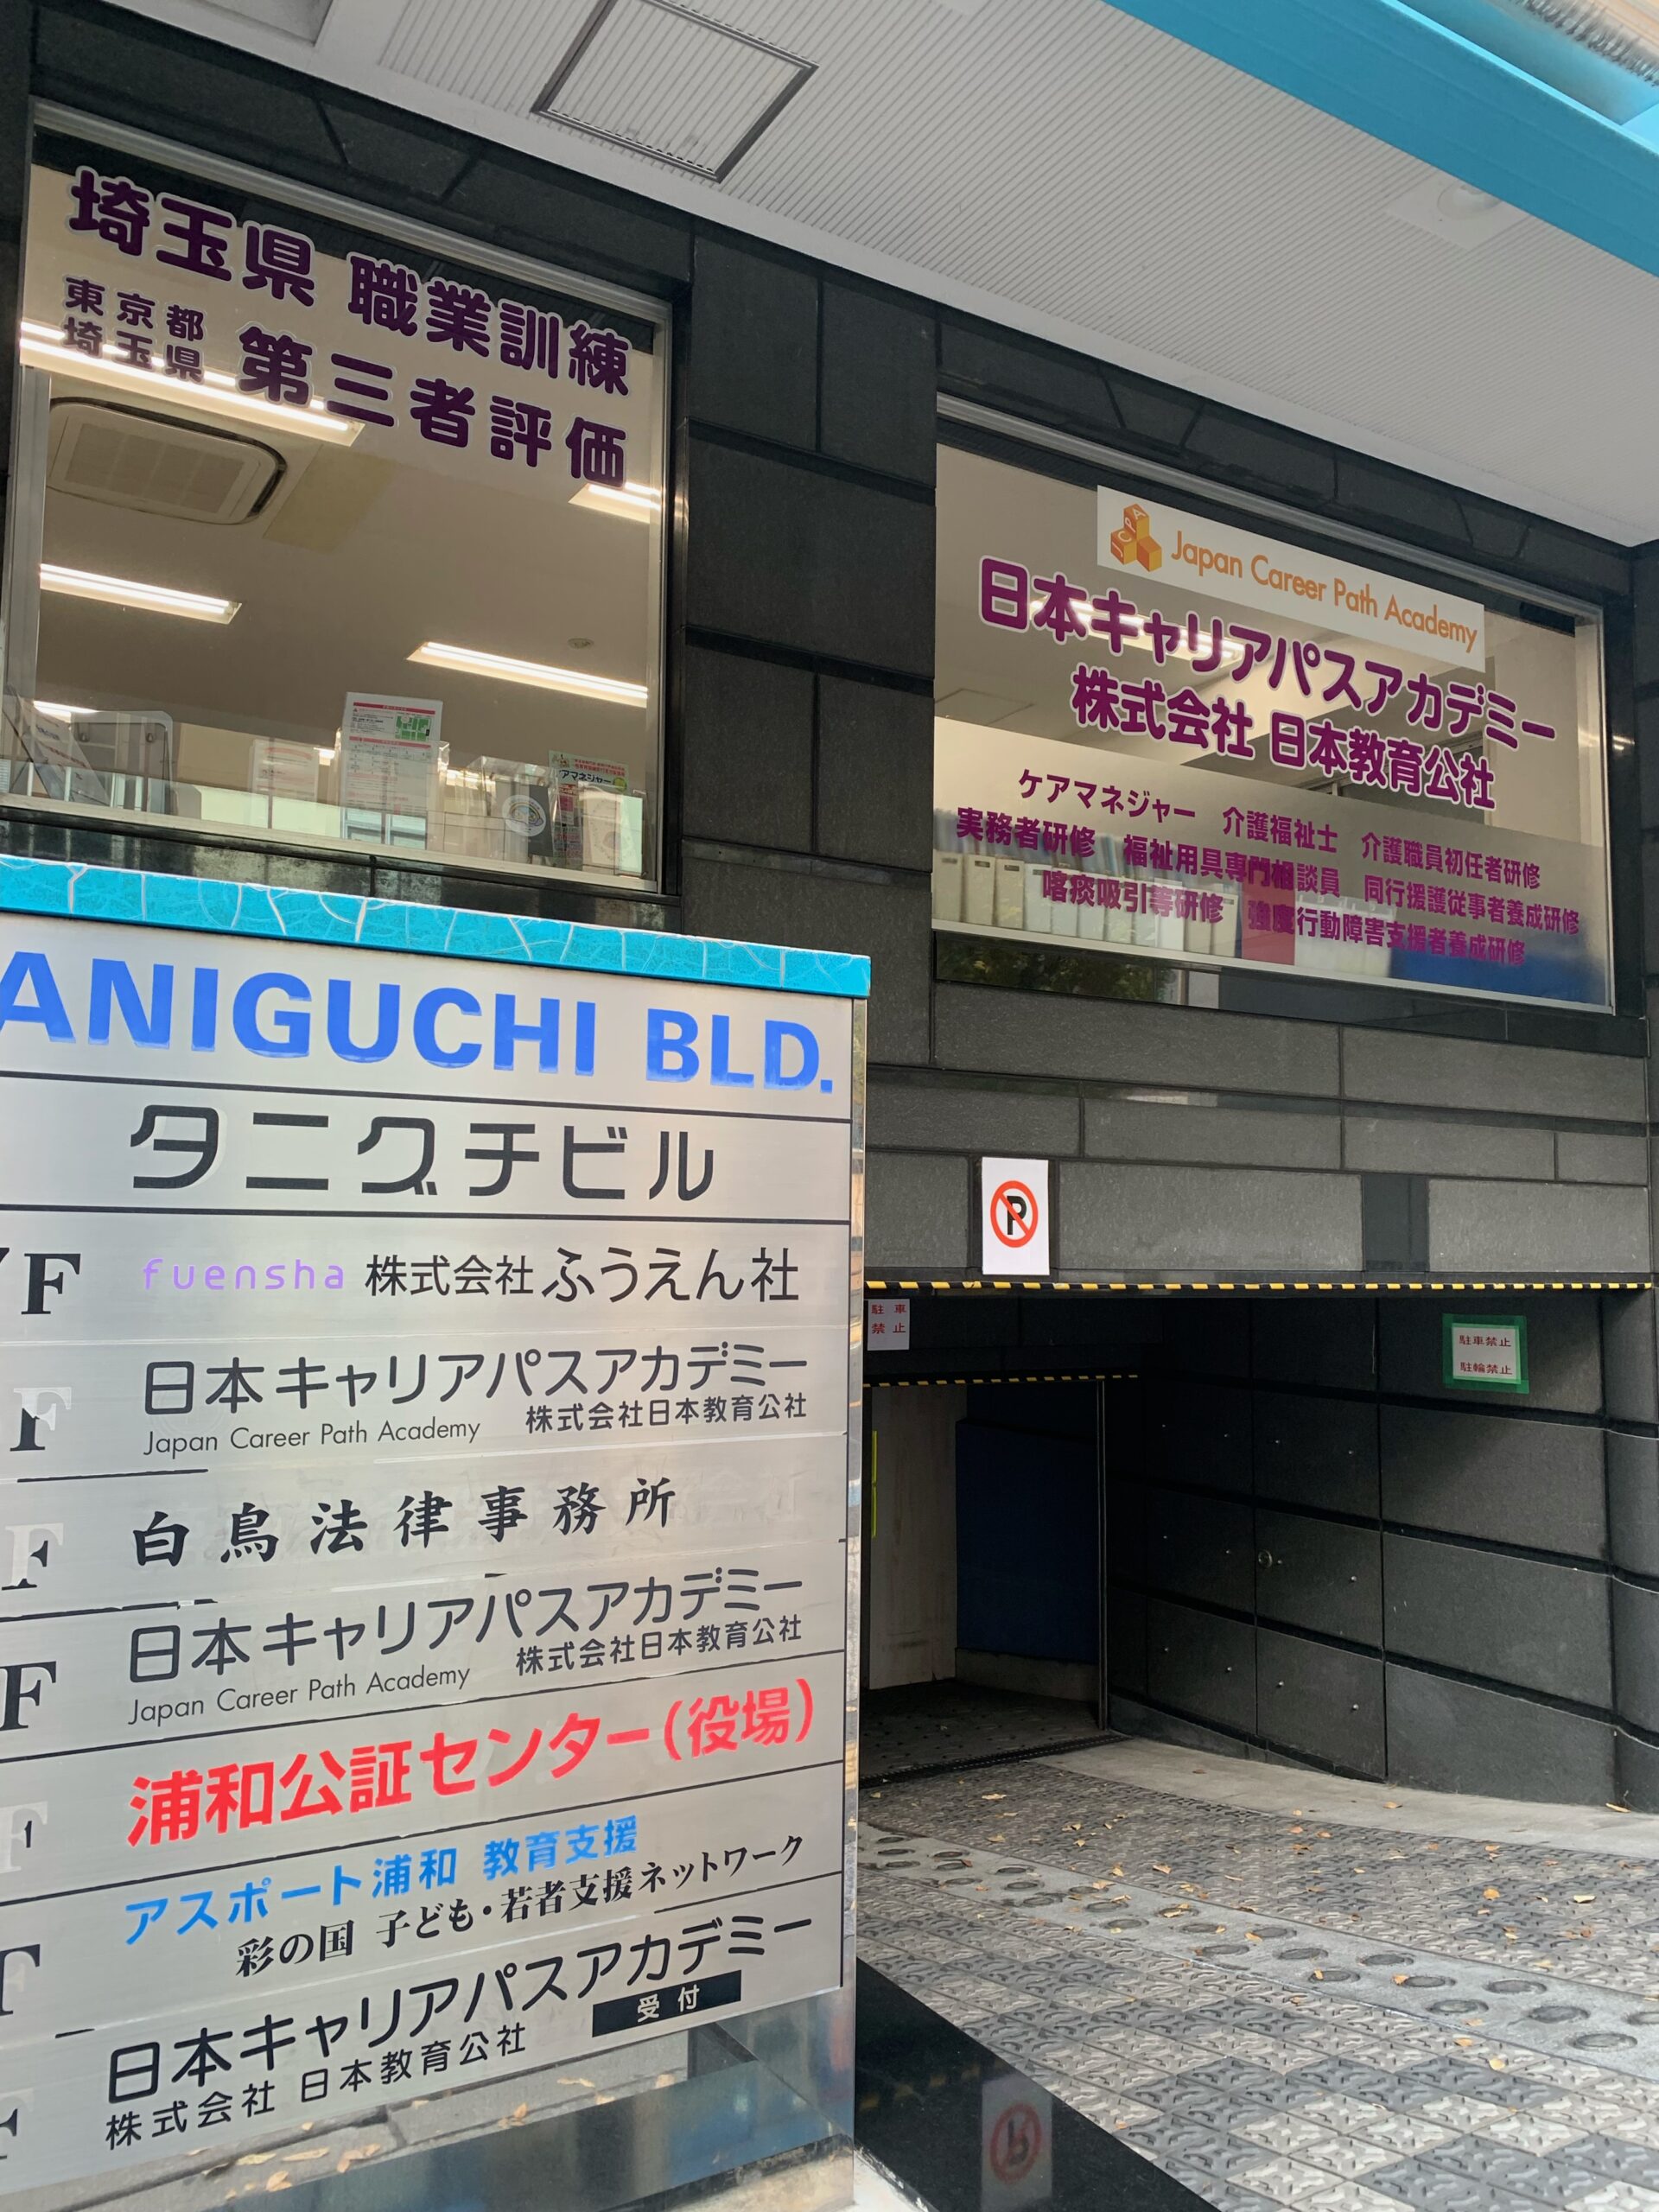 埼玉県 職業訓練
東京都
埼玉県 第三者評価
JCPA Japan Career Path Academy
日本キャリアパスアカデミー
株式会社 日本教育公社
ケアマネジャー 介護福祉士 介護職員初任者研修
実務者研修 福祉用具専門相談員 同行援護従事者養成研修
喀痰吸引等研修 強度行動障害支援者養成研修
アマネジャー
ANIGUCHI BLD.
タニグチビル
F fuensha 株式会社ふうえん社
F 日本キャリアパスアカデミー
Japan Career Path Academy 株式会社日本教育公社
F 白鳥法律事務所
F 日本キャリアパスアカデミー
Japan Career Path Academy 株式会社日本教育公社
F 浦和公証センター(役場)
アスポート浦和 教育支援
彩の国 子ども・若者支援ネットワーク
日本キャリアパスアカデミー
株式会社 日本教育公社 受付
P
駐車
禁止
駐車禁止
駐輪禁止